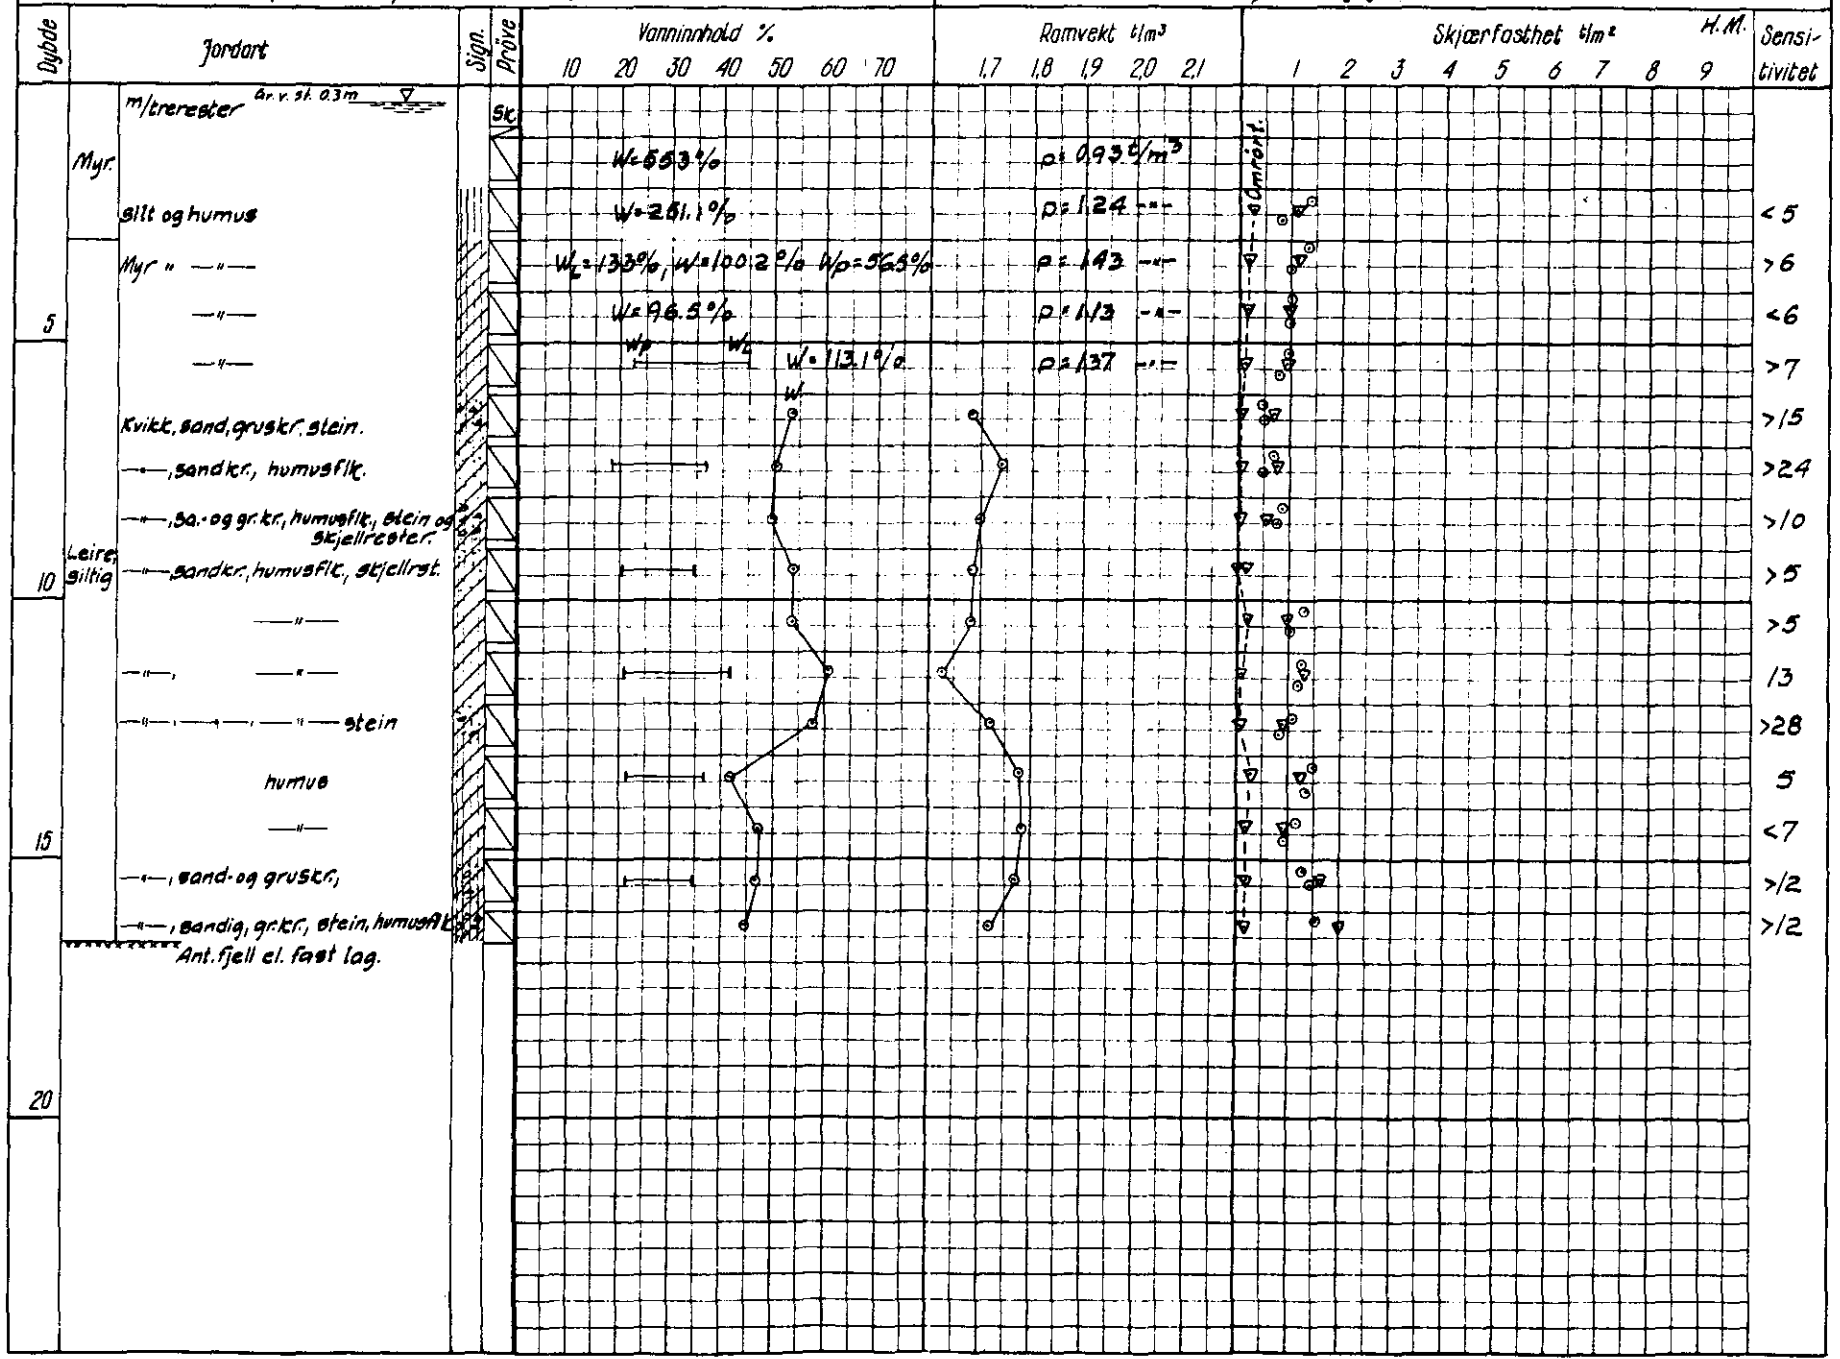 Dybde Jordart Sign. Prøve Vanninnhold % Romvekt t/m³ Skjærfasthet t/m² H.M. Sensi-
tivitet
10 20 30 40 50 60 70 1,7 1,8 1,9 2,0 2,1 1 2 3 4 5 6 7 8 9
m/trerester Gr.v.st. 0.3m SK
Omrørt.
Myr. W=553% ρ=0.93 t/m³
silt og humus W=251.1% ρ=1.24 -"- <5
Myr " —"— WL=133%, W=100.2% Wp=56.5% ρ=1.43 -"- >6
5 —"— W=96.5% ρ=1.13 -"- <6
Wp WL
—"— W=113.1% ρ=1.37 -"- >7
W
Kvikk, sand, gruskr. stein. >15
—"—, sandkr., humusflk. >24
—"—, sa.- og gr.kr., humusflk., stein og >10
skjellrester.
Leire,
siltig —"— sandkr., humusflk., skjellrst. >5
10
—"— >5
—"—, —"— 13
—"—, —"—, —"— stein >28
humus 5
—"— <7
15
—"—, sand- og gruskr., >12
—"—, sandig, gr.kr., stein, humusflk. >12
Ant. fjell el. fast lag.
20